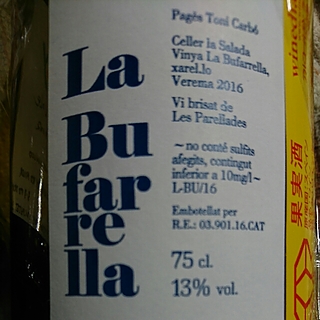 La
Bu
far
re
lla
Pagés Toni Carbó
Celler la Salada
Vinya La Bufarrella,
xarel.lo
Verema 2016
Vi brisat de
Les Parellades
~no conté sulfits
afegits, contingut
inferior a 10mg/l~
L-BU/16
Embotellat per
R.E.: 03.901.16.CAT
75 cl.
13% vol.
果実酒